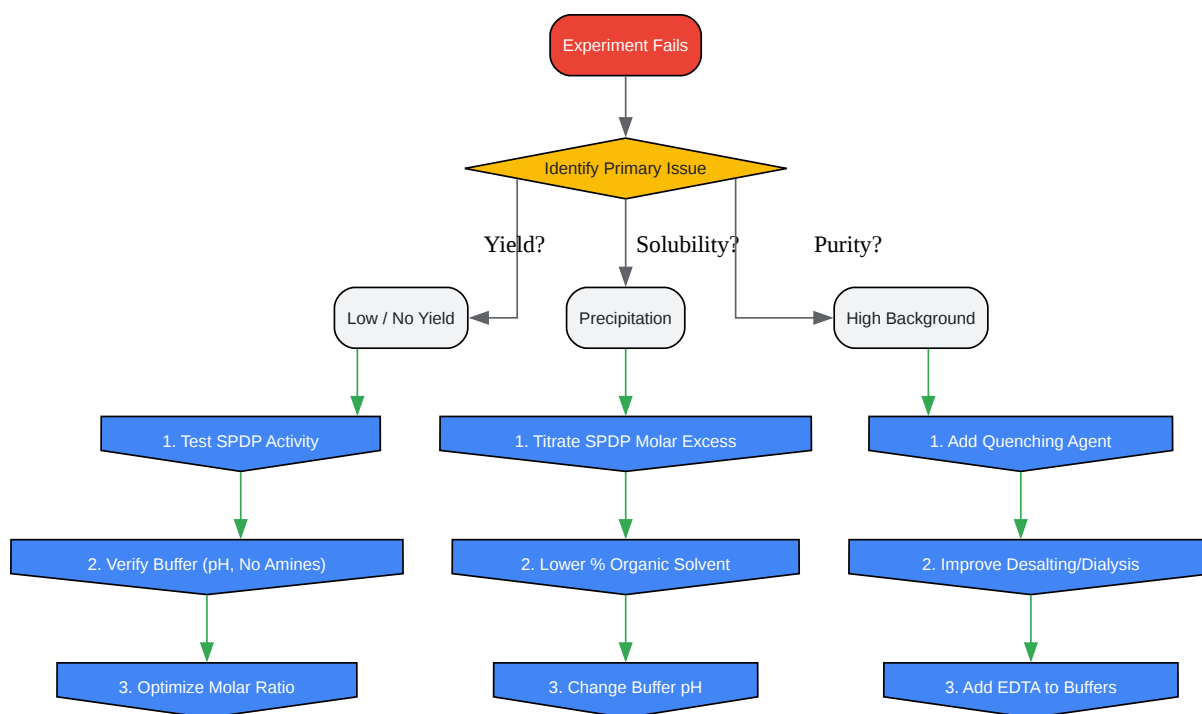 Experiment Fails
Identify Primary Issue
Yield?
Solubility?
Purity?
Low / No Yield
Precipitation
High Background
1. Test SPDP Activity
1. Titrate SPDP Molar Excess
1. Add Quenching Agent
2. Verify Buffer (pH, No Amines)
2. Lower % Organic Solvent
2. Improve Desalting/Dialysis
3. Optimize Molar Ratio
3. Change Buffer pH
3. Add EDTA to Buffers